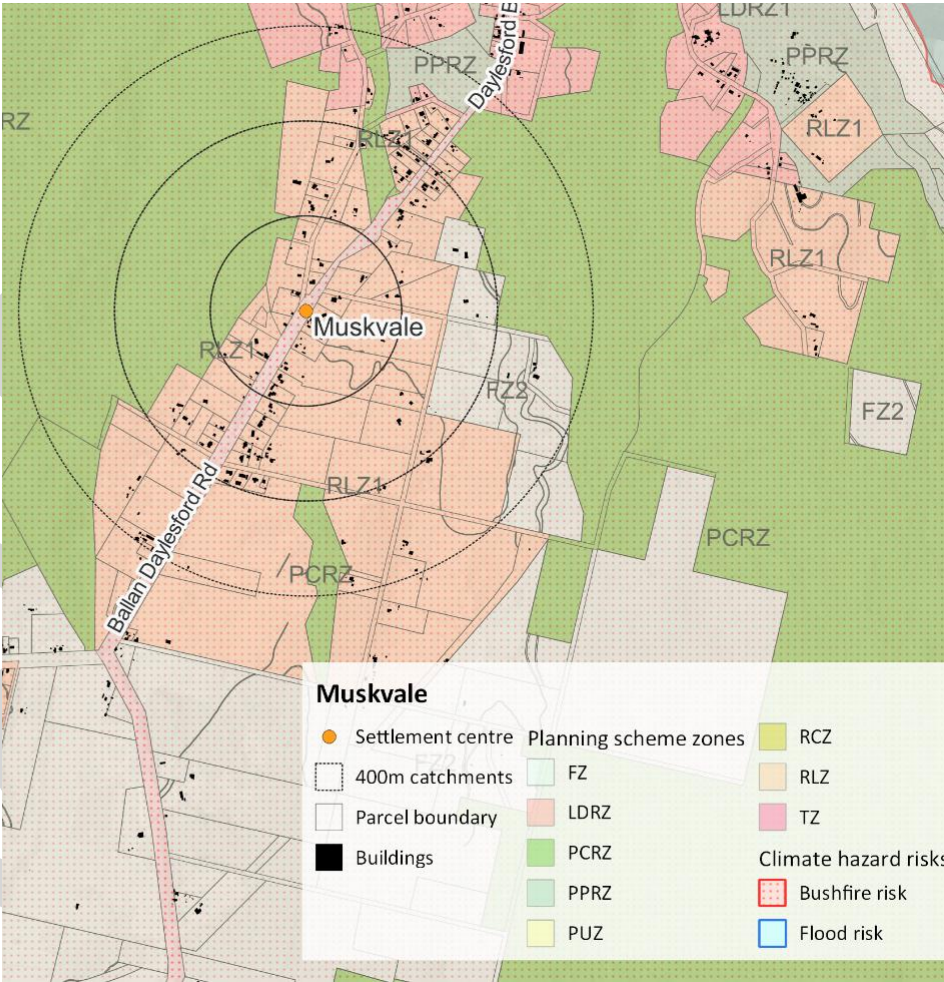 LDRZ1
PPRZ
Daylesford B
PPRZ
RZ
RLZ1
RLZ1
RLZ1
Muskvale
RLZ1
FZ2
FZ2
RLZ1
Ballan Daylesford Rd
PCRZ
PCRZ
FZ2
Muskvale
Settlement centre
400m catchments
Parcel boundary
Buildings
Planning scheme zones
FZ
LDRZ
PCRZ
PPRZ
PUZ
RCZ
RLZ
TZ
Climate hazard risks
Bushfire risk
Flood risk